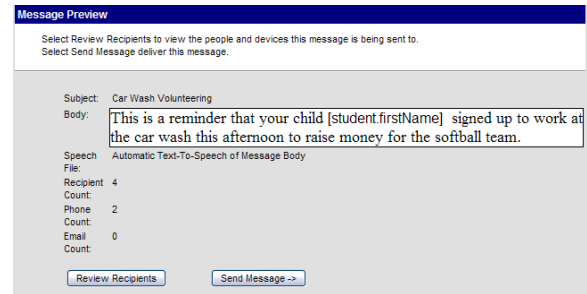 Message Preview
Select Review Recipients to view the people and devices this message is being sent to.
Select Send Message deliver this message.
Subject: Car Wash Volunteering
Body: This is a reminder that your child [student.firstName] signed up to work at
the car wash this afternoon to raise money for the softball team.
Speech Automatic Text-To-Speech of Message Body
File:
Recipient 4
Count:
Phone 2
Count:
Email 0
Count:
Review Recipients Send Message ->